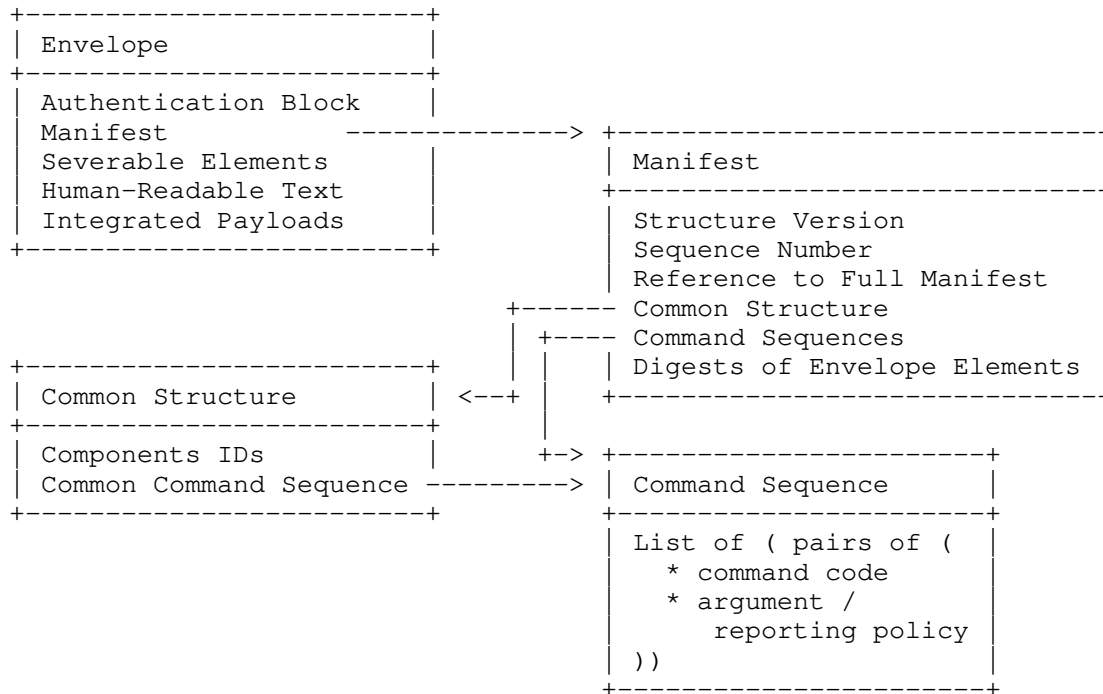 Envelope
Authentication Block
Manifest
Severable Elements
Human-Readable Text
Integrated Payloads
Manifest
Structure Version
Sequence Number
Reference to Full Manifest
Common Structure
Command Sequences
Digests of Envelope Elements
Common Structure
Components IDs
Common Command Sequence
Command Sequence
List of ( pairs of (
* command code
* argument /
reporting policy
))